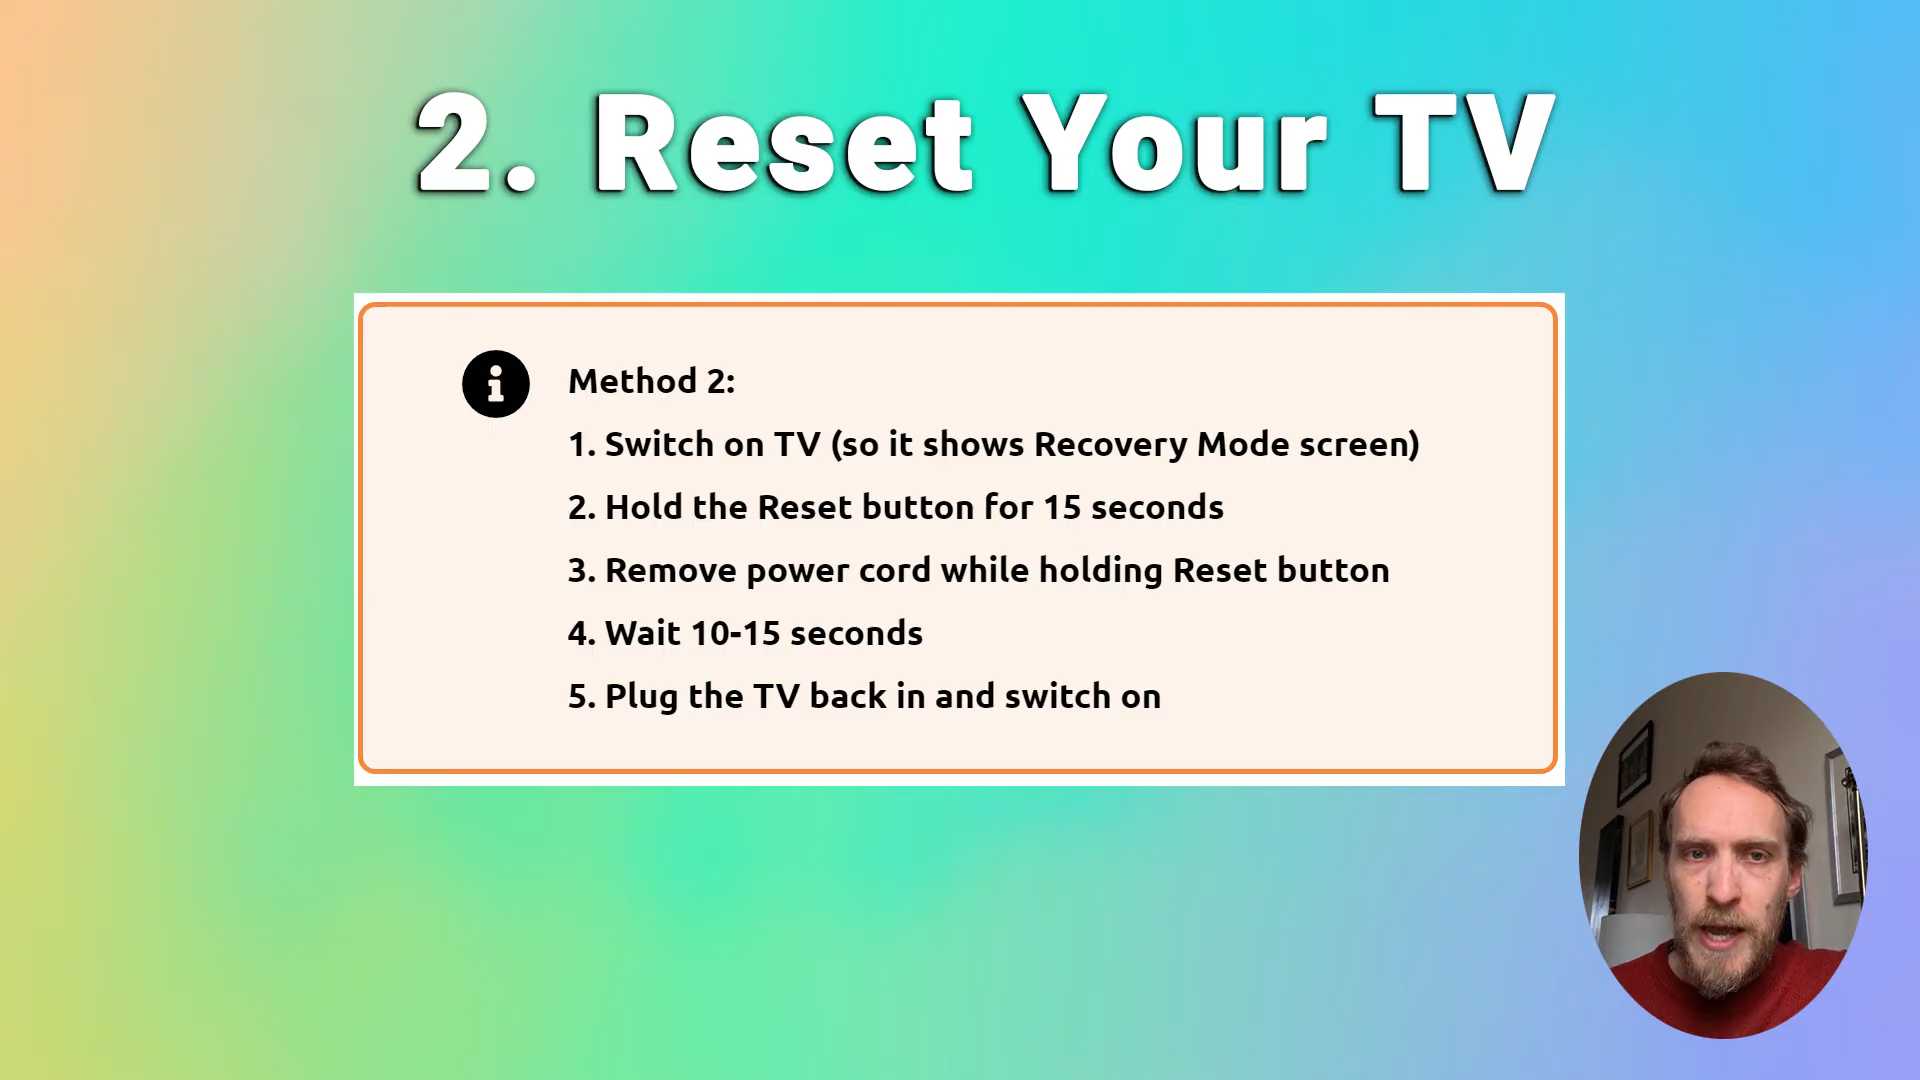 2. Reset Your TV
Method 2:
1. Switch on TV (so it shows Recovery Mode screen)
2. Hold the Reset button for 15 seconds
3. Remove power cord while holding Reset button
4. Wait 10-15 seconds
5. Plug the TV back in and switch on